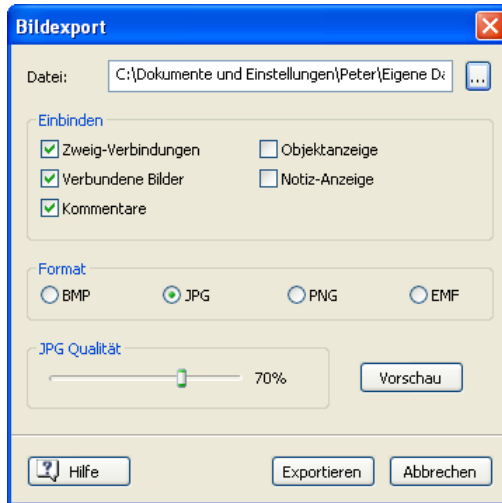 Bildexport
Datei: C:\Dokumente und Einstellungen\Peter\Eigene Da ...
Einbinden
Zweig-Verbindungen Objektanzeige
Verbundene Bilder Notiz-Anzeige
Kommentare
Format
BMP JPG PNG EMF
JPG Qualität
70% Vorschau
Hilfe Exportieren Abbrechen